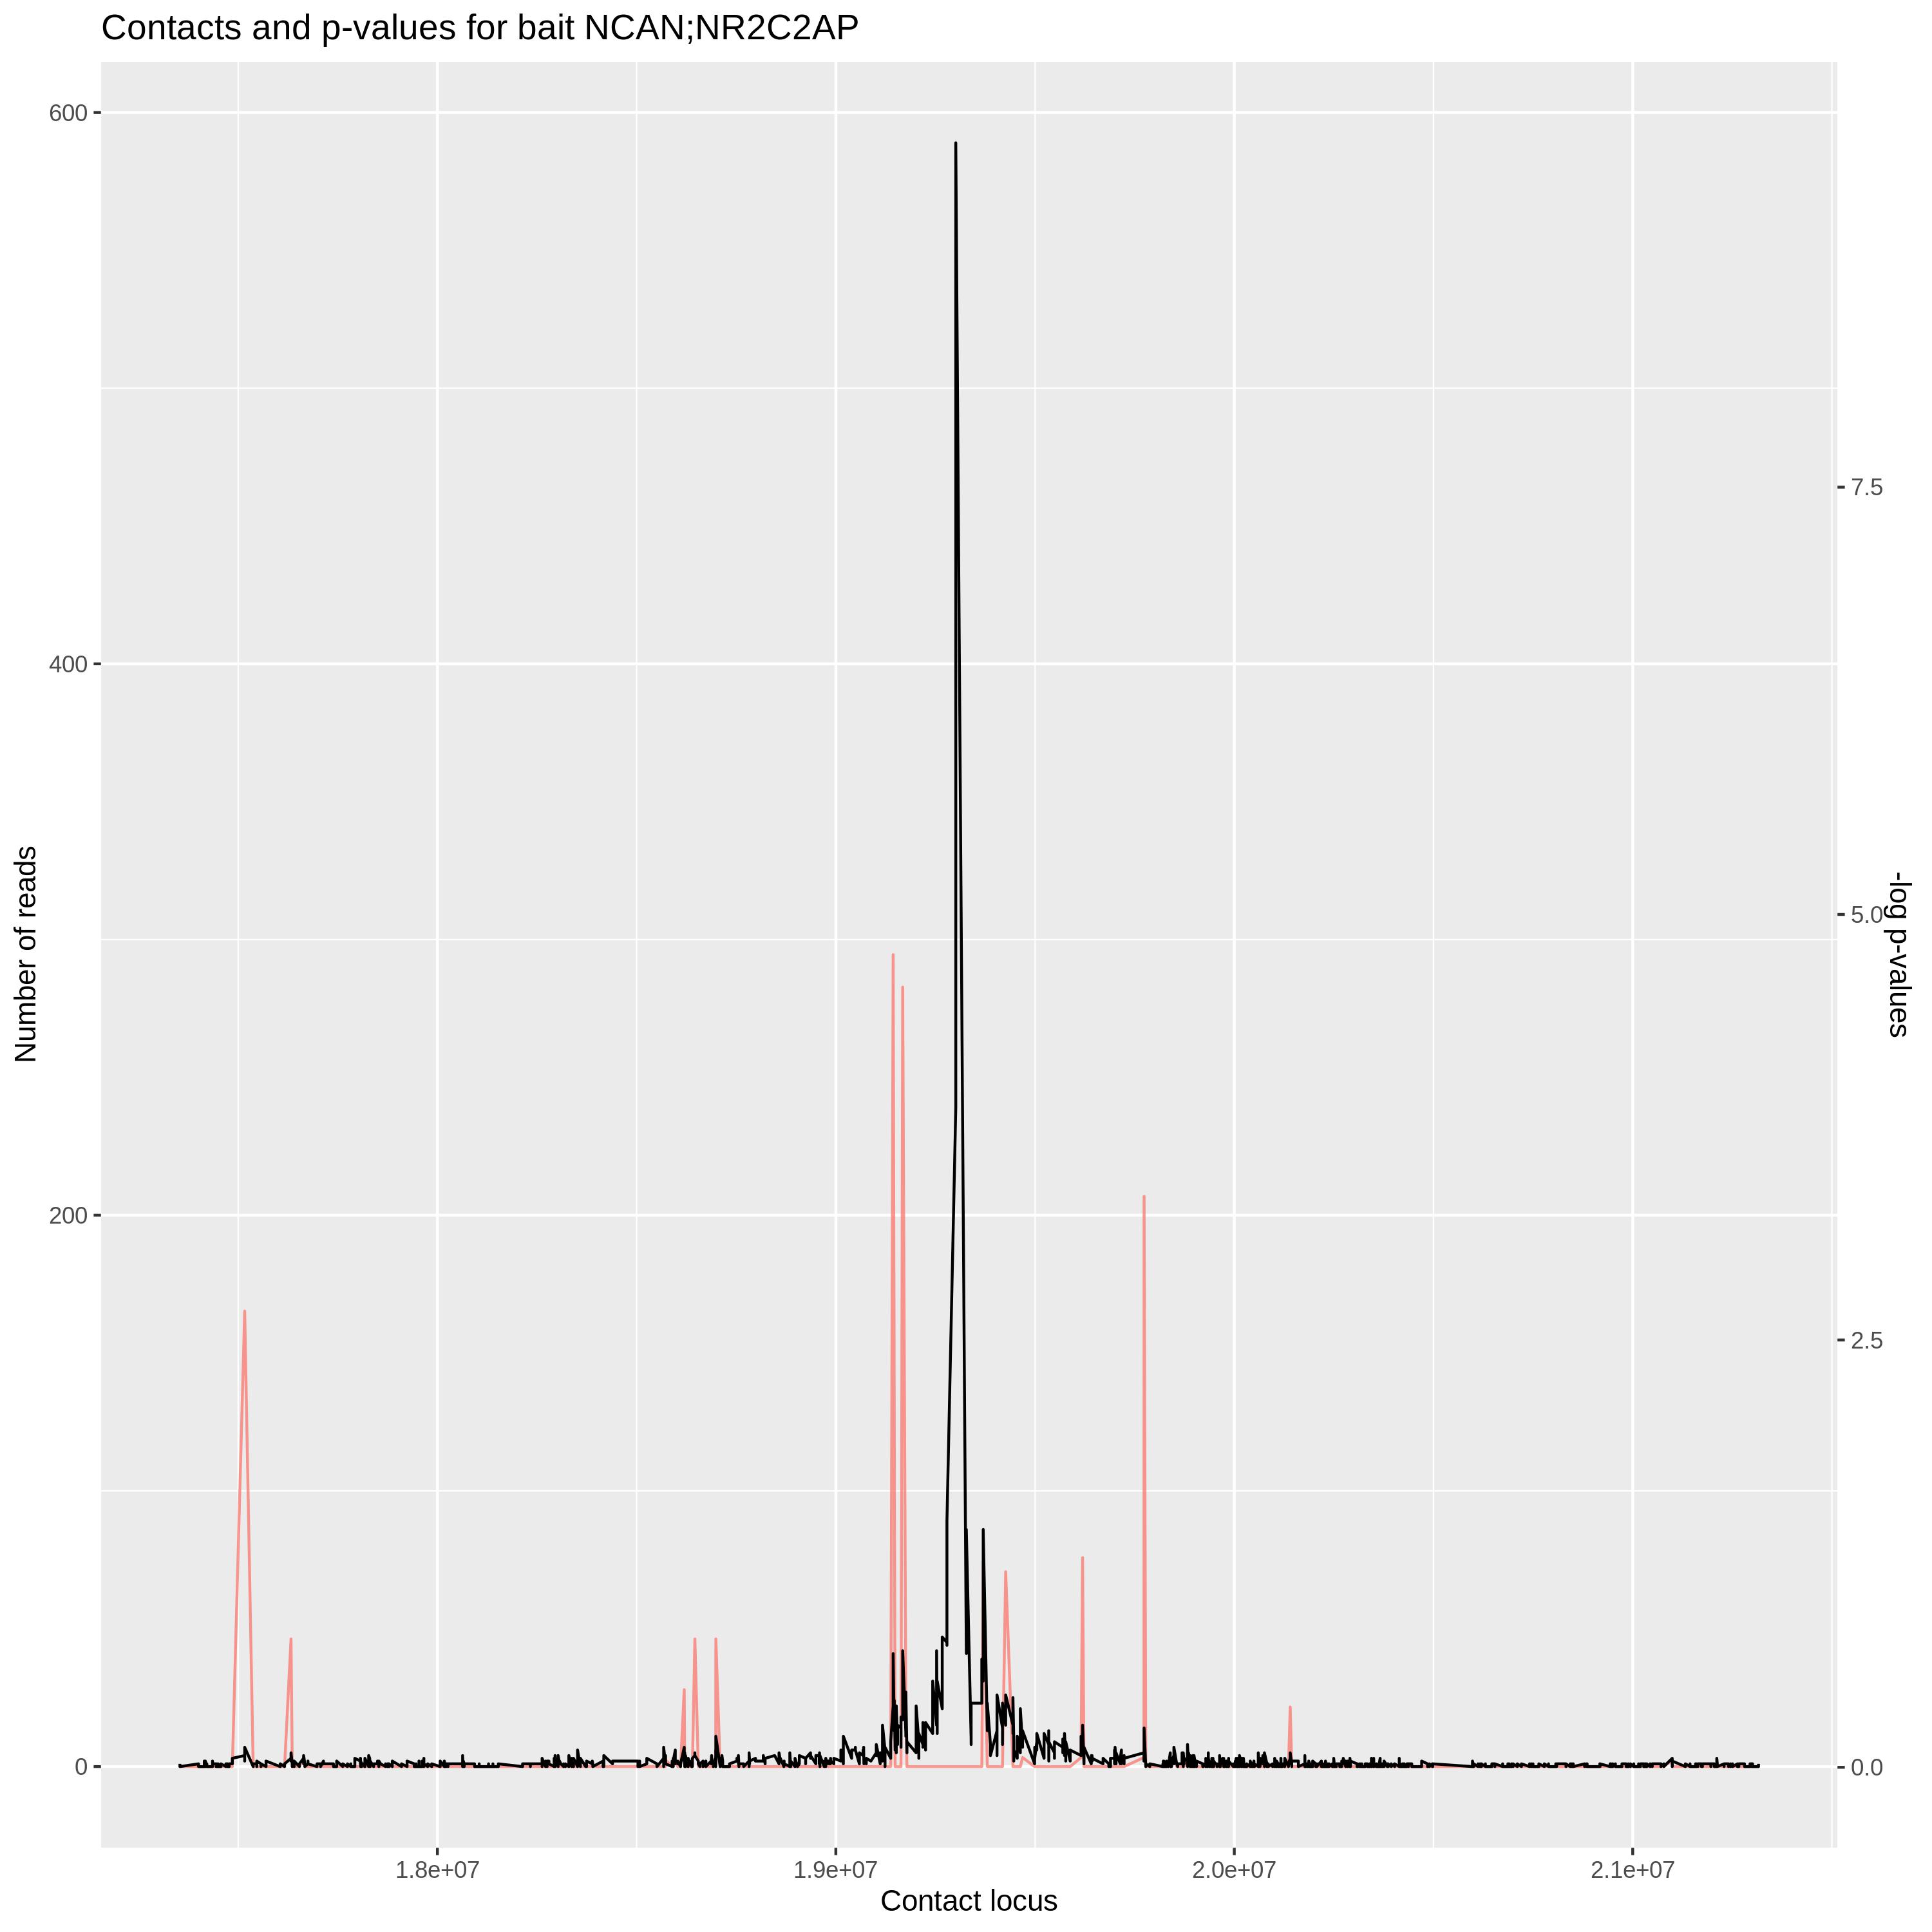 Contacts and p-values for bait NCAN;NR2C2AP
600
400
200
0
Number of reads
7.5
5.0
2.5
0.0
-log p-values
1.8e+07
1.9e+07
2.0e+07
2.1e+07
Contact locus